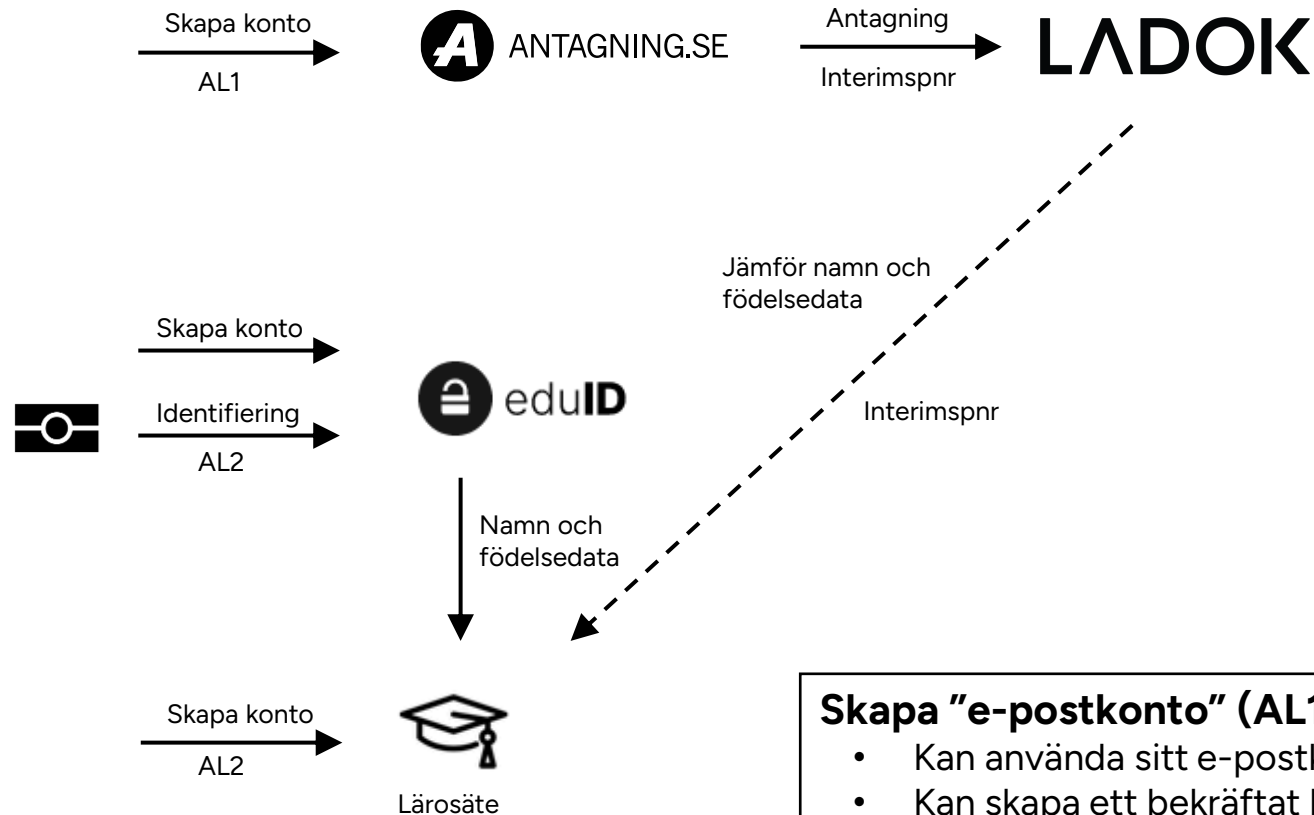 Skapa konto
AL1
ANTAGNING.SE
Antagning
Interimspnr
LADOK
Jämför namn och
födelsedata
Interimspnr
Skapa konto
Identifiering
AL2
eduID
Namn och
födelsedata
Skapa konto
AL2
Lärosäte
Skapa ”e-postkonto” (AL1
• Kan använda sitt e-post
• Kan skapa ett bekräftat